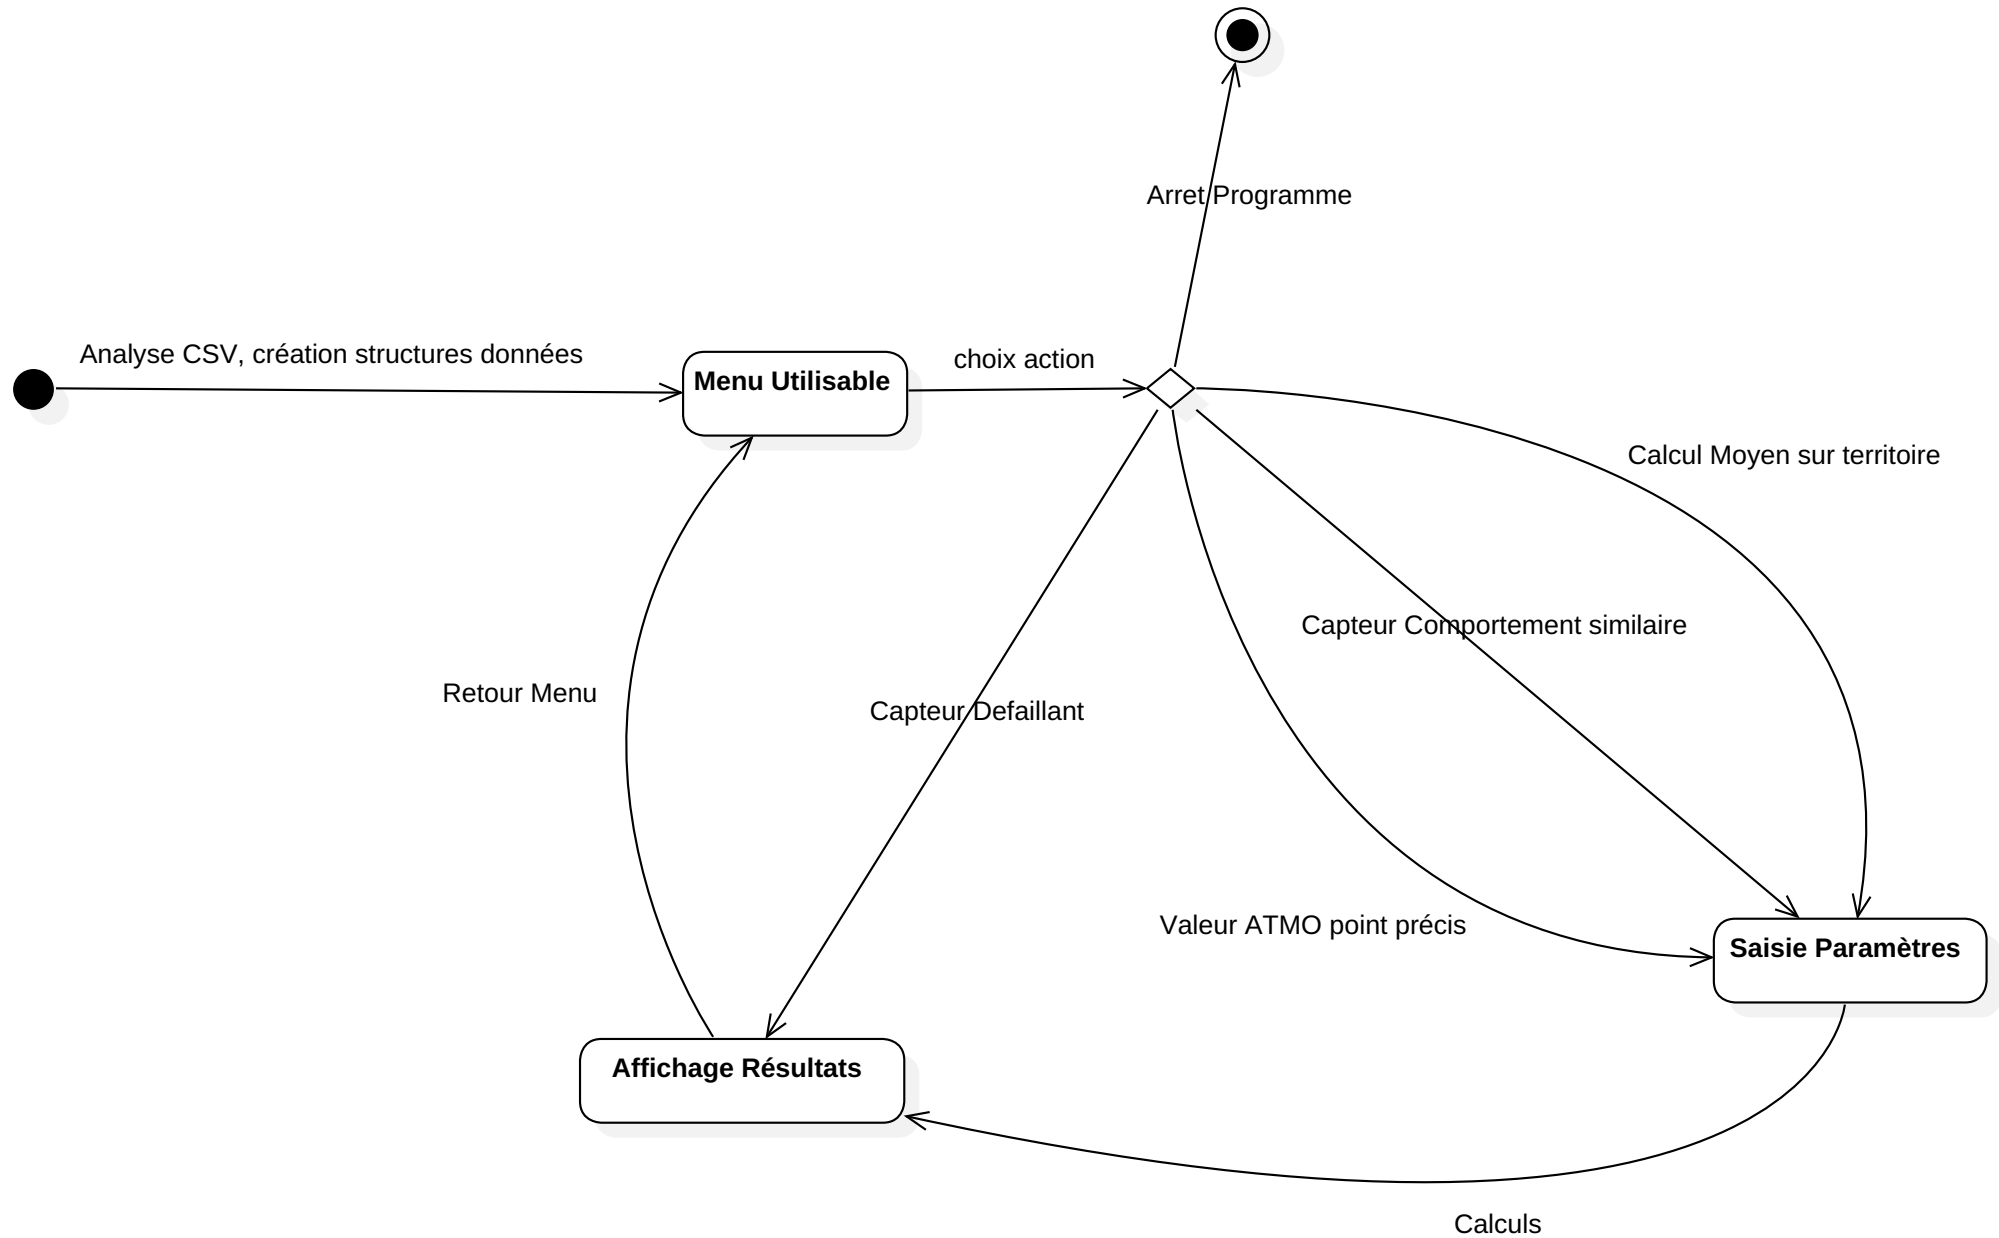 Arret Programme
Analyse CSV, création structures données
choix action
Menu Utilisable
Calcul Moyen sur territoire
Capteur Comportement similaire
Retour Menu
Capteur Defaillant
Valeur ATMO point précis
Saisie Paramètres
Affichage Résultats
Calculs